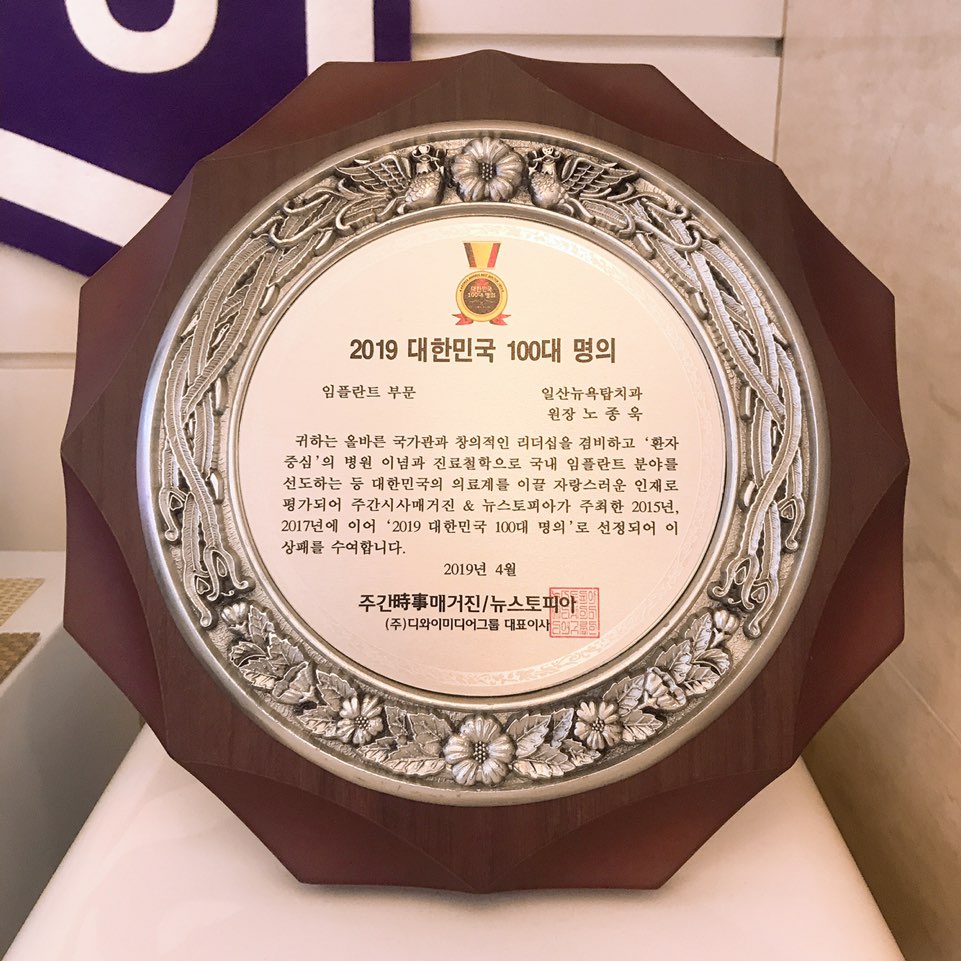 대한민국
100대 명의
2019 대한민국 100대 명의
임플란트 부문
일산뉴욕탑치과
원장 노종욱
귀하는 올바른 국가관과 창의적인 리더십을 겸비하고 ‘환자
중심’의 병원 이념과 진료철학으로 국내 임플란트 분야를
선도하는 등 대한민국의 의료계를 이끌 자랑스러운 인재로
평가되어 주간시사매거진 & 뉴스토피아가 주최한 2015년,
2017년에 이어 ‘2019 대한민국 100대 명의’로 선정되어 이
상패를 수여합니다.
2019년 4월
주간時事매거진/뉴스토피아
(주)디와이미디어그룹 대표이사